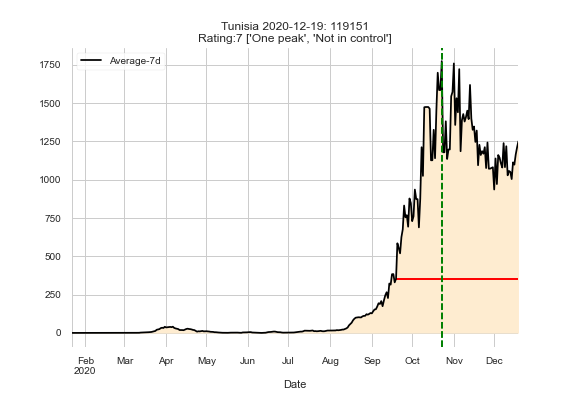 Tunisia 2020-12-19: 119151
Rating:7 ['One peak', 'Not in control']
Average-7d
1750
1500
1250
1000
750
500
250
0
Feb Mar Apr May Jun Jul Aug Sep Oct Nov Dec
2020
Date